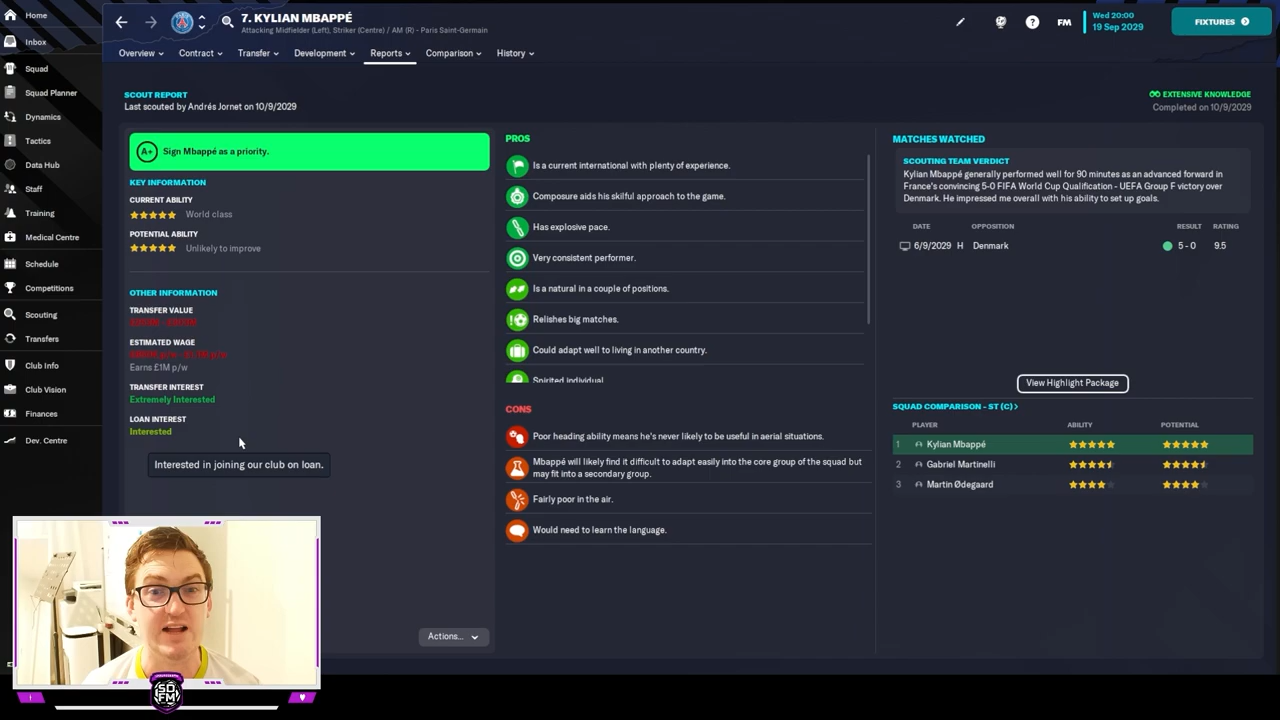 Home
Inbox
Squad
Squad Planner
Dynamics
Tactics
Data Hub
Staff
Training
Medical Centre
Schedule
Competitions
Scouting
Transfers
Club Info
Club Vision
Finances
Dev. Centre
7. KYLIAN MBAPPÉ
Attacking Midfielder (Left), Striker (Centre) / AM (R) - Paris Saint-Germain
FM
Wed 20:00
19 Sep 2029
FIXTURES
Overview
Contract
Transfer
Development
Reports
Comparison
History
SCOUT REPORT
Last scouted by Andrés Jornet on 10/9/2029
EXTENSIVE KNOWLEDGE
Completed on 10/9/2029
A+ Sign Mbappé as a priority.
KEY INFORMATION
CURRENT ABILITY
World class
POTENTIAL ABILITY
Unlikely to improve
OTHER INFORMATION
TRANSFER VALUE
ESTIMATED WAGE
Earns £1M p/w
TRANSFER INTEREST
Extremely Interested
LOAN INTEREST
Interested
Interested in joining our club on loan.
Actions...
PROS
Is a current international with plenty of experience.
Composure aids his skilful approach to the game.
Has explosive pace.
Very consistent performer.
Is a natural in a couple of positions.
Relishes big matches.
Could adapt well to living in another country.
Spirited individual
CONS
Poor heading ability means he's never likely to be useful in aerial situations.
Mbappé will likely find it difficult to adapt easily into the core group of the squad but
may fit into a secondary group.
Fairly poor in the air.
Would need to learn the language.
MATCHES WATCHED
SCOUTING TEAM VERDICT
Kylian Mbappé generally performed well for 90 minutes as an advanced forward in
France's convincing 5-0 FIFA World Cup Qualification - UEFA Group F victory over
Denmark. He impressed me overall with his ability to set up goals.
DATE OPPOSITION RESULT RATING
6/9/2029 H Denmark 5 - 0 9.5
View Highlight Package
SQUAD COMPARISON - ST (C)
PLAYER ABILITY POTENTIAL
1 Kylian Mbappé
2 Gabriel Martinelli
3 Martin Ødegaard
SD
FM